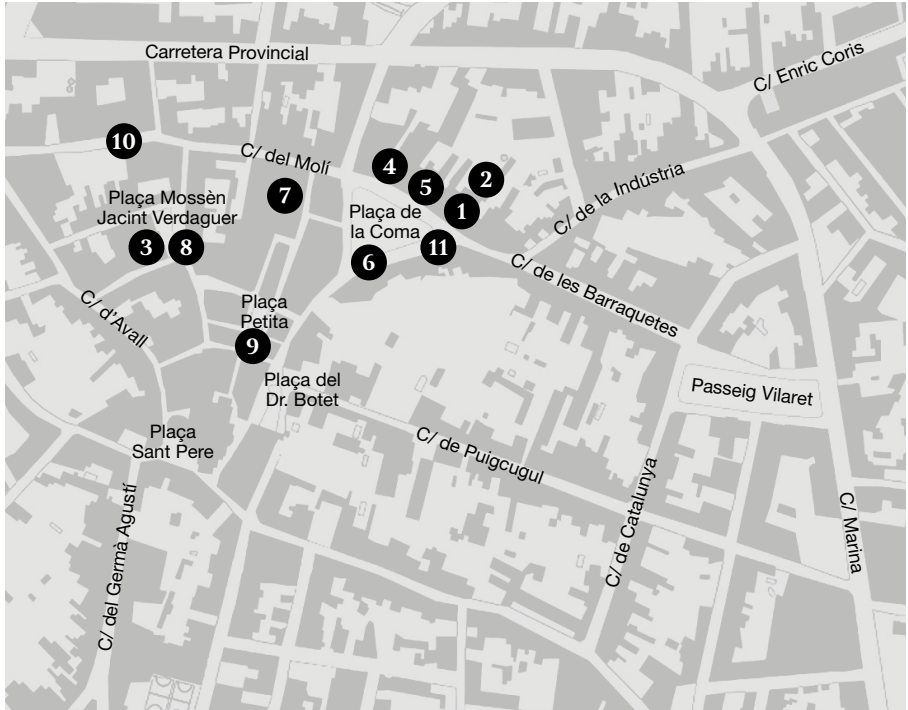 Carretera Provincial
C/ Enric Coris
10
C/ del Molí
4
5
2
7
1
C/ de la Indústria
Plaça Mossèn
Jacint Verdaguer
3
8
Plaça de
la Coma
11
6
C/ de les Barraquetes
C/ d'Avall
Plaça
Petita
9
Plaça del
Dr. Botet
Passeig Vilaret
Plaça
Sant Pere
C/ de Puigcugul
C/ de Catalunya
C/ Marina
C/ del Germà Agustí